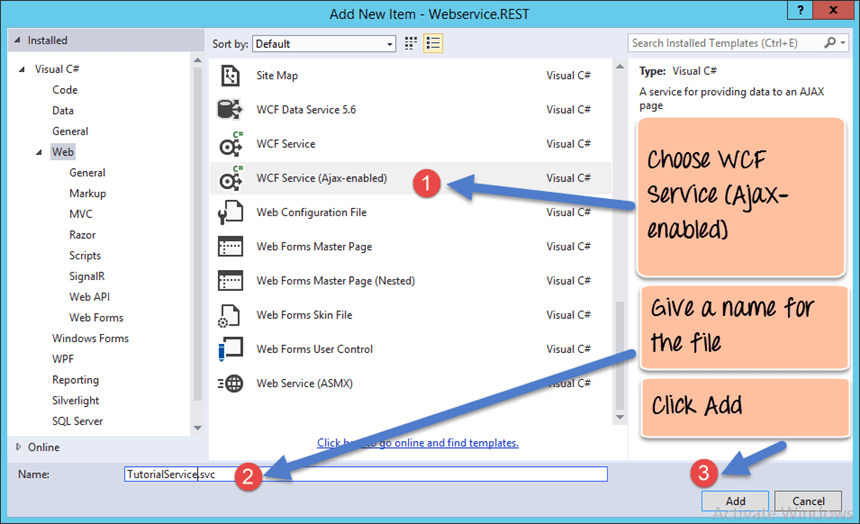 Add New Item - Webservice.REST
? x
Installed
Sort by: Default
Search Installed Templates (Ctrl+E)
Visual C#
Code
Data
General
Web
General
Markup
MVC
Razor
Scripts
SignalR
Web API
Web Forms
Windows Forms
WPF
Reporting
Silverlight
SQL Server
Online
Site Map Visual C#
WCF Data Service 5.6 Visual C#
C# WCF Service Visual C#
C# WCF Service (Ajax-enabled) 1 Visual C#
Web Configuration File Visual C#
Web Forms Master Page Visual C#
Web Forms Master Page (Nested) Visual C#
Web Forms Skin File Visual C#
Web Forms User Control Visual C#
Web Service (ASMX) Visual C#
Click to go online and find templates.
Type: Visual C#
A service for providing data to an AJAX
page
Choose WCF
Service (Ajax-
enabled)
Give a name for
the file
Click Add
Name: TutorialService.svc 2
3
Add Cancel
Activate Windows